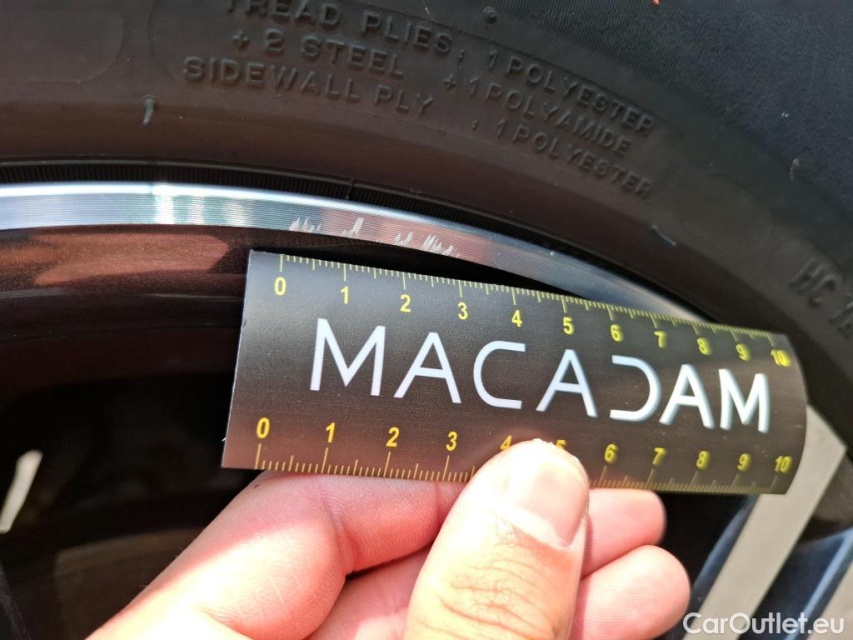 TREAD PLIES : 1 POLYESTER
+ 2 STEEL + 1 POLYAMIDE
SIDEWALL PLY : 1 POLYESTER
HC
0 1 2 3 4 5 6 7 8 9 10
MACADAM
0 1 2 3 4 5 6 7 8 9 10
CarOutlet.eu